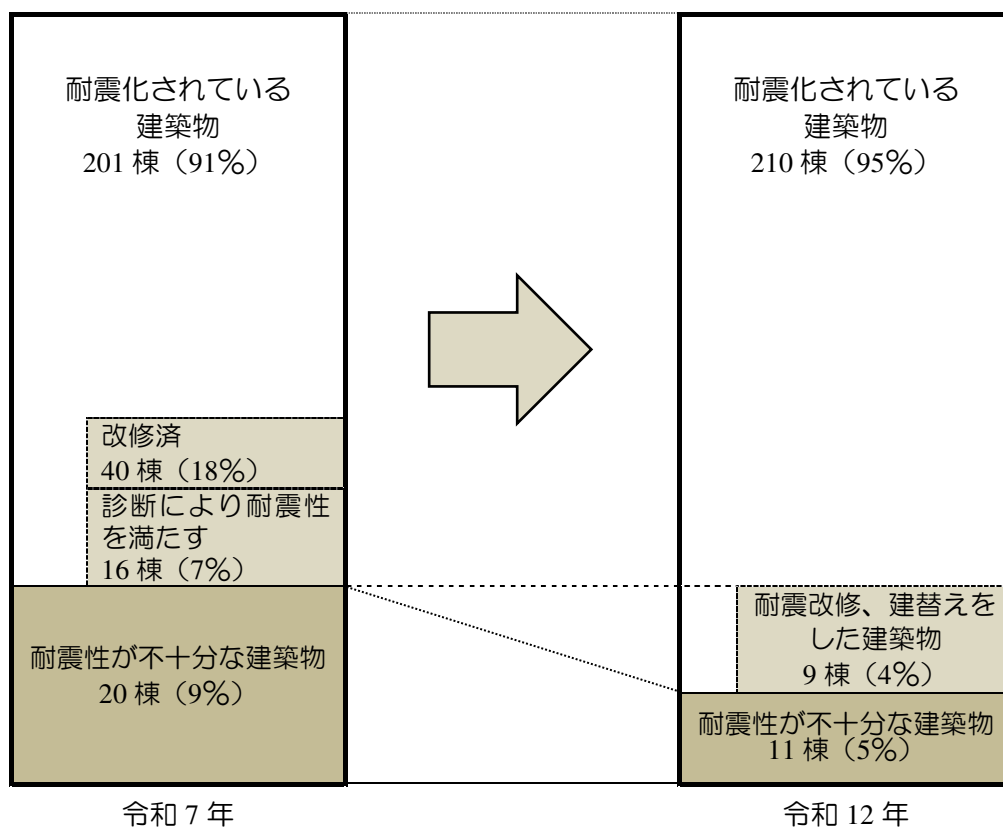 耐震化されている
建築物
201 棟（91％）
改修済
40 棟（18％）
診断により耐震性
を満たす
16 棟（7％）
耐震性が不十分な建築物
20 棟（9％）
令和 7 年
耐震化されている
建築物
210 棟（95％）
耐震改修、建替えを
した建築物
9 棟（4％）
耐震性が不十分な建築物
11 棟（5％）
令和 12 年